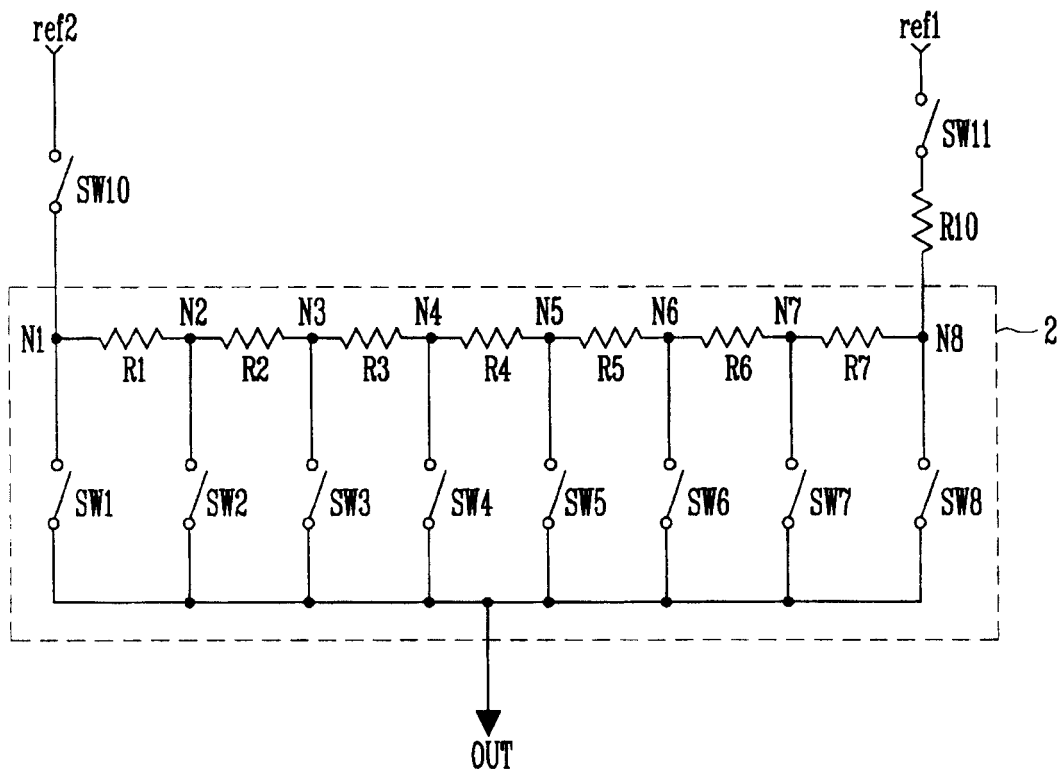 ref2 ref1
SW11
SW10
R10
N1 N2 N3 N4 N5 N6 N7 N8 2
R1 R2 R3 R4 R5 R6 R7
SW1 SW2 SW3 SW4 SW5 SW6 SW7 SW8
OUT